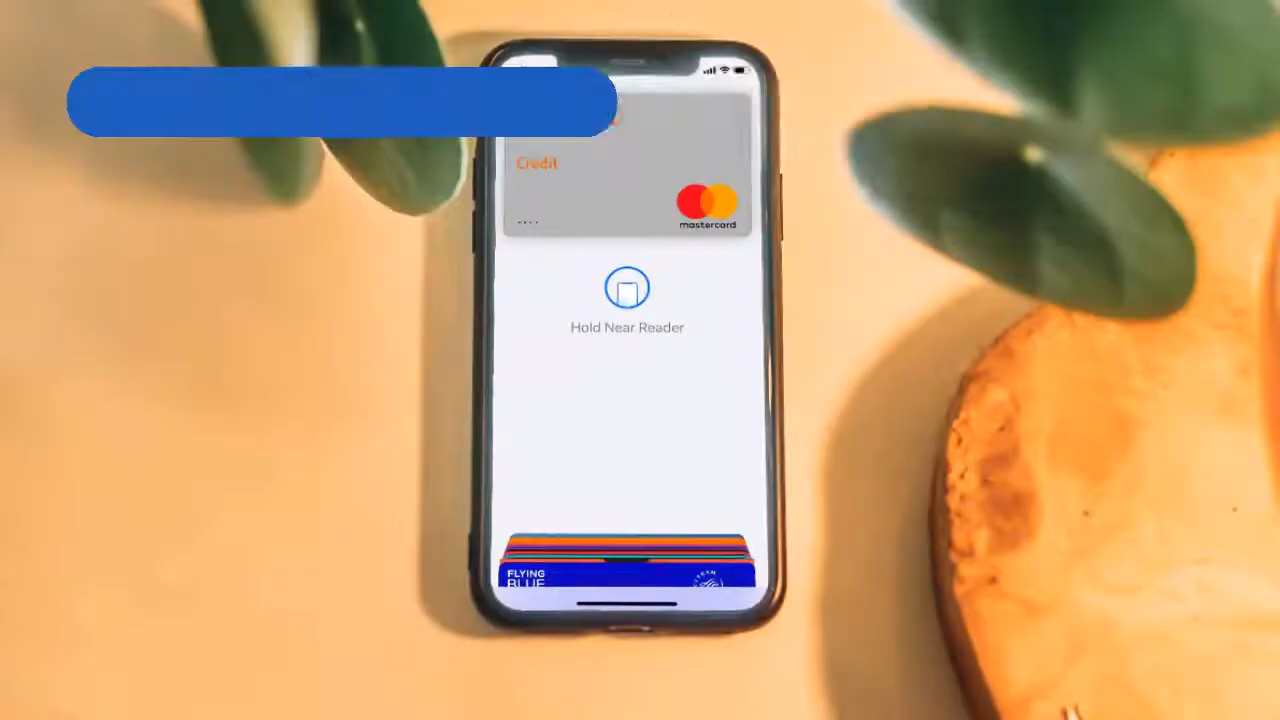 Credit
....
mastercard
Hold Near Reader
FLYING
BLUE